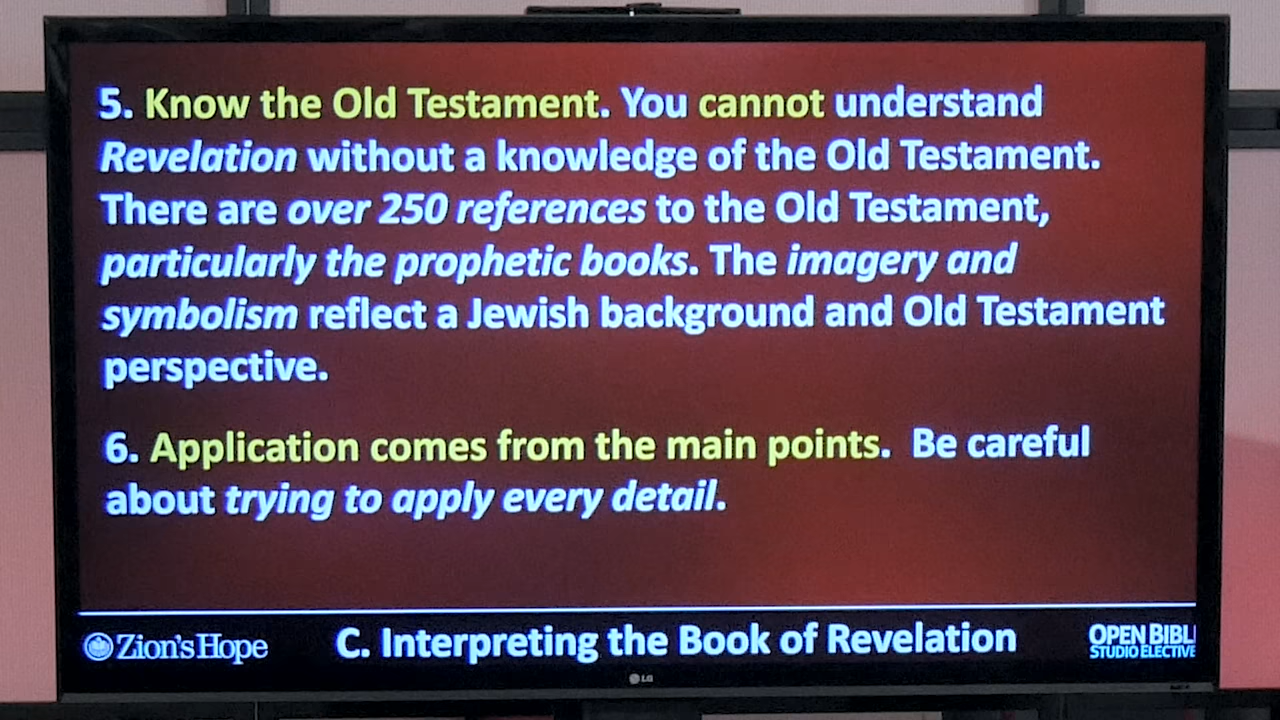 5. Know the Old Testament. You cannot understand
Revelation without a knowledge of the Old Testament.
There are over 250 references to the Old Testament,
particularly the prophetic books. The imagery and
symbolism reflect a Jewish background and Old Testament
perspective.
6. Application comes from the main points. Be careful
about trying to apply every detail.
Zion's Hope
C. Interpreting the Book of Revelation
OPEN BIBL
STUDIO ELECTIVE
LG